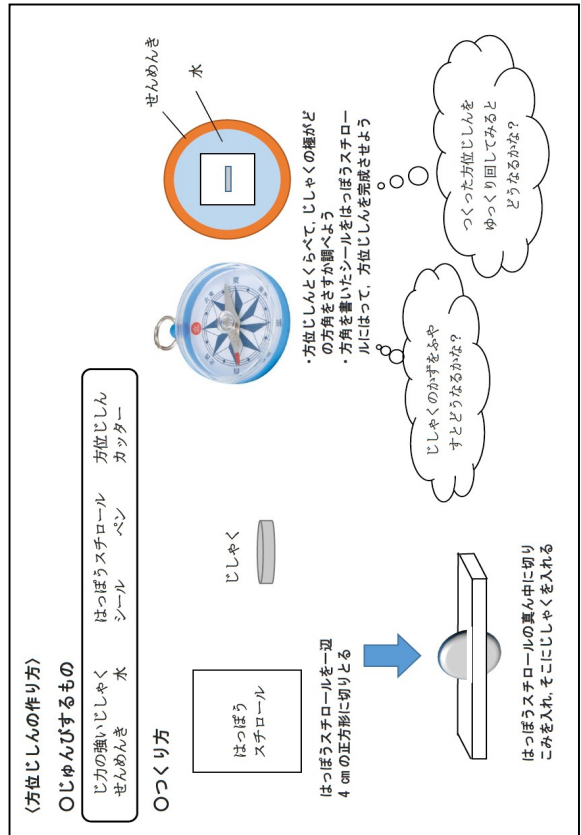 〈方位じしんの作り方〉
〇じゅんびするもの
じ力の強いじしゃく はっぽうスチロール 方位じしん
せんめんき 水 シール ペン カッター
〇つくり方
はっぽう
スチロール
じしゃく
はっぽうスチロールを一辺
4 ㎝の正方形に切りとる
はっぽうスチロールの真ん中に切り
こみを入れ,そこにじしゃくを入れる
せんめんき
水
・方位じしんとくらべて,じしゃくの極がど
の方角をさすか調べよう
・方角を書いたシールをはっぽうスチロー
ルにはって,方位じしんを完成させよう
じしゃくのかずをふや
すとどうなるかな?
つくった方位じしんを
ゆっくり回してみると
どうなるかな?